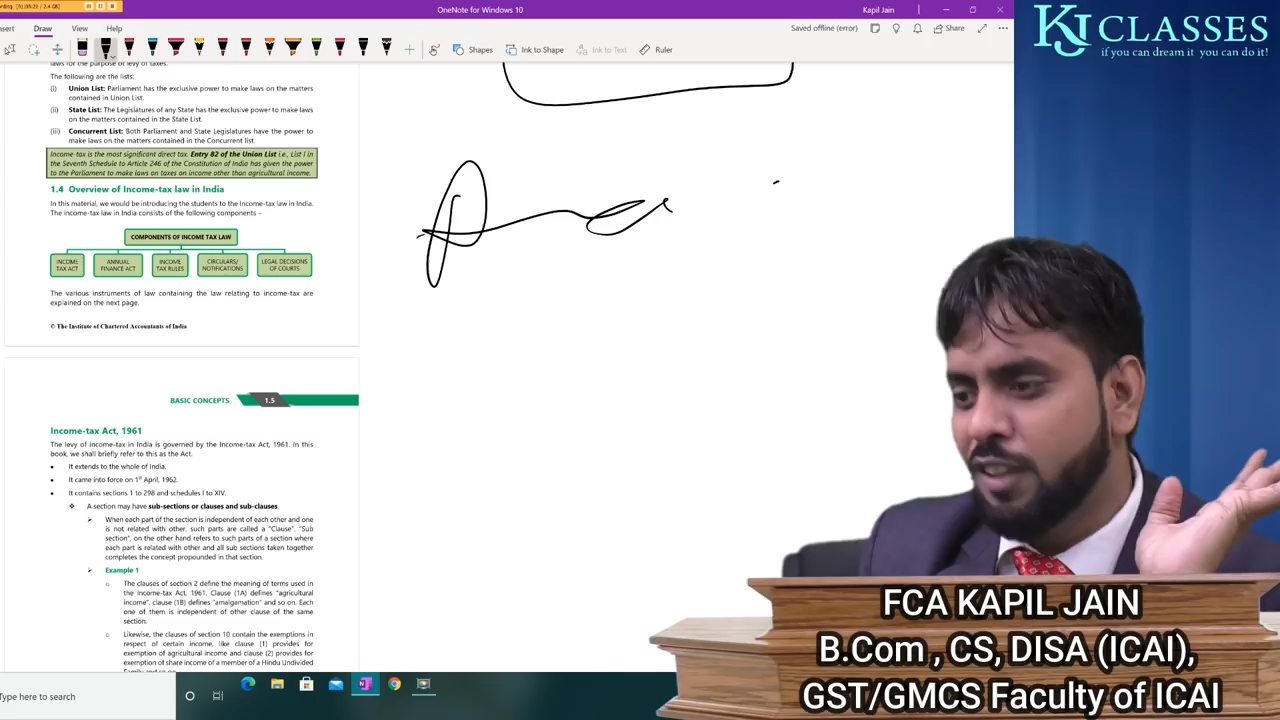 1:05:23 / 2.4 GB
OneNote for Windows 10
Kapil Jain
Draw
View
Help
Saved offline (error)
Share
Shapes
Ink to Shape
Ink to Text
Ruler
laws for the purpose of levy of taxes.
The following are the lists:
(i) Union List: Parliament has the exclusive power to make laws on the matters
contained in Union List.
(ii) State List: The Legislatures of any State has the exclusive power to make laws
on the matters contained in the State List.
(iii) Concurrent List: Both Parliament and State Legislatures have the power to
make laws on the matters contained in the Concurrent list.
Income-tax is the most significant direct tax. Entry 82 of the Union List i.e., List I in
the Seventh Schedule to Article 246 of the Constitution of India has given the power
to the Parliament to make laws on taxes on income other than agricultural income.
1.4 Overview of Income-tax law in India
In this material, we would be introducing the students to the Income-tax law in India.
The income-tax law in India consists of the following components –
COMPONENTS OF INCOME TAX LAW
INCOME
TAX ACT
ANNUAL
FINANCE ACT
INCOME
TAX RULES
CIRCULARS/
NOTIFICATIONS
LEGAL DECISIONS
OF COURTS
The various instruments of law containing the law relating to income-tax are
explained on the next page.
© The Institute of Chartered Accountants of India
BASIC CONCEPTS 1.5
Income-tax Act, 1961
The levy of income-tax in India is governed by the Income-tax Act, 1961. In this
book, we shall briefly refer to this as the Act.
• It extends to the whole of India.
• It came into force on 1st April, 1962.
• It contains sections 1 to 298 and schedules I to XIV.
❖ A section may have sub-sections or clauses and sub-clauses.
➢ When each part of the section is independent of each other and one
is not related with other, such parts are called a "Clause". "Sub
section", on the other hand refers to such parts of a section where
each part is related with other and all sub sections taken together
completes the concept propounded in that section.
➢ Example 1
o The clauses of section 2 define the meaning of terms used in
the Income-tax Act, 1961. Clause (1A) defines "agricultural
income", clause (1B) defines "amalgamation" and so on. Each
one of them is independent of other clause of the same
section.
o Likewise, the clauses of section 10 contain the exemptions in
respect of certain income, like clause (1) provides for
exemption of agricultural income and clause (2) provides for
exemption of share income of a member of a Hindu Undivided
Family and so on.
Type here to search
KJ CLASSES
if you can dream it you can do it!
FCA KAPIL JAIN
B.Com , CS, DISA (ICAI),
GST/GMCS Faculty of ICAI